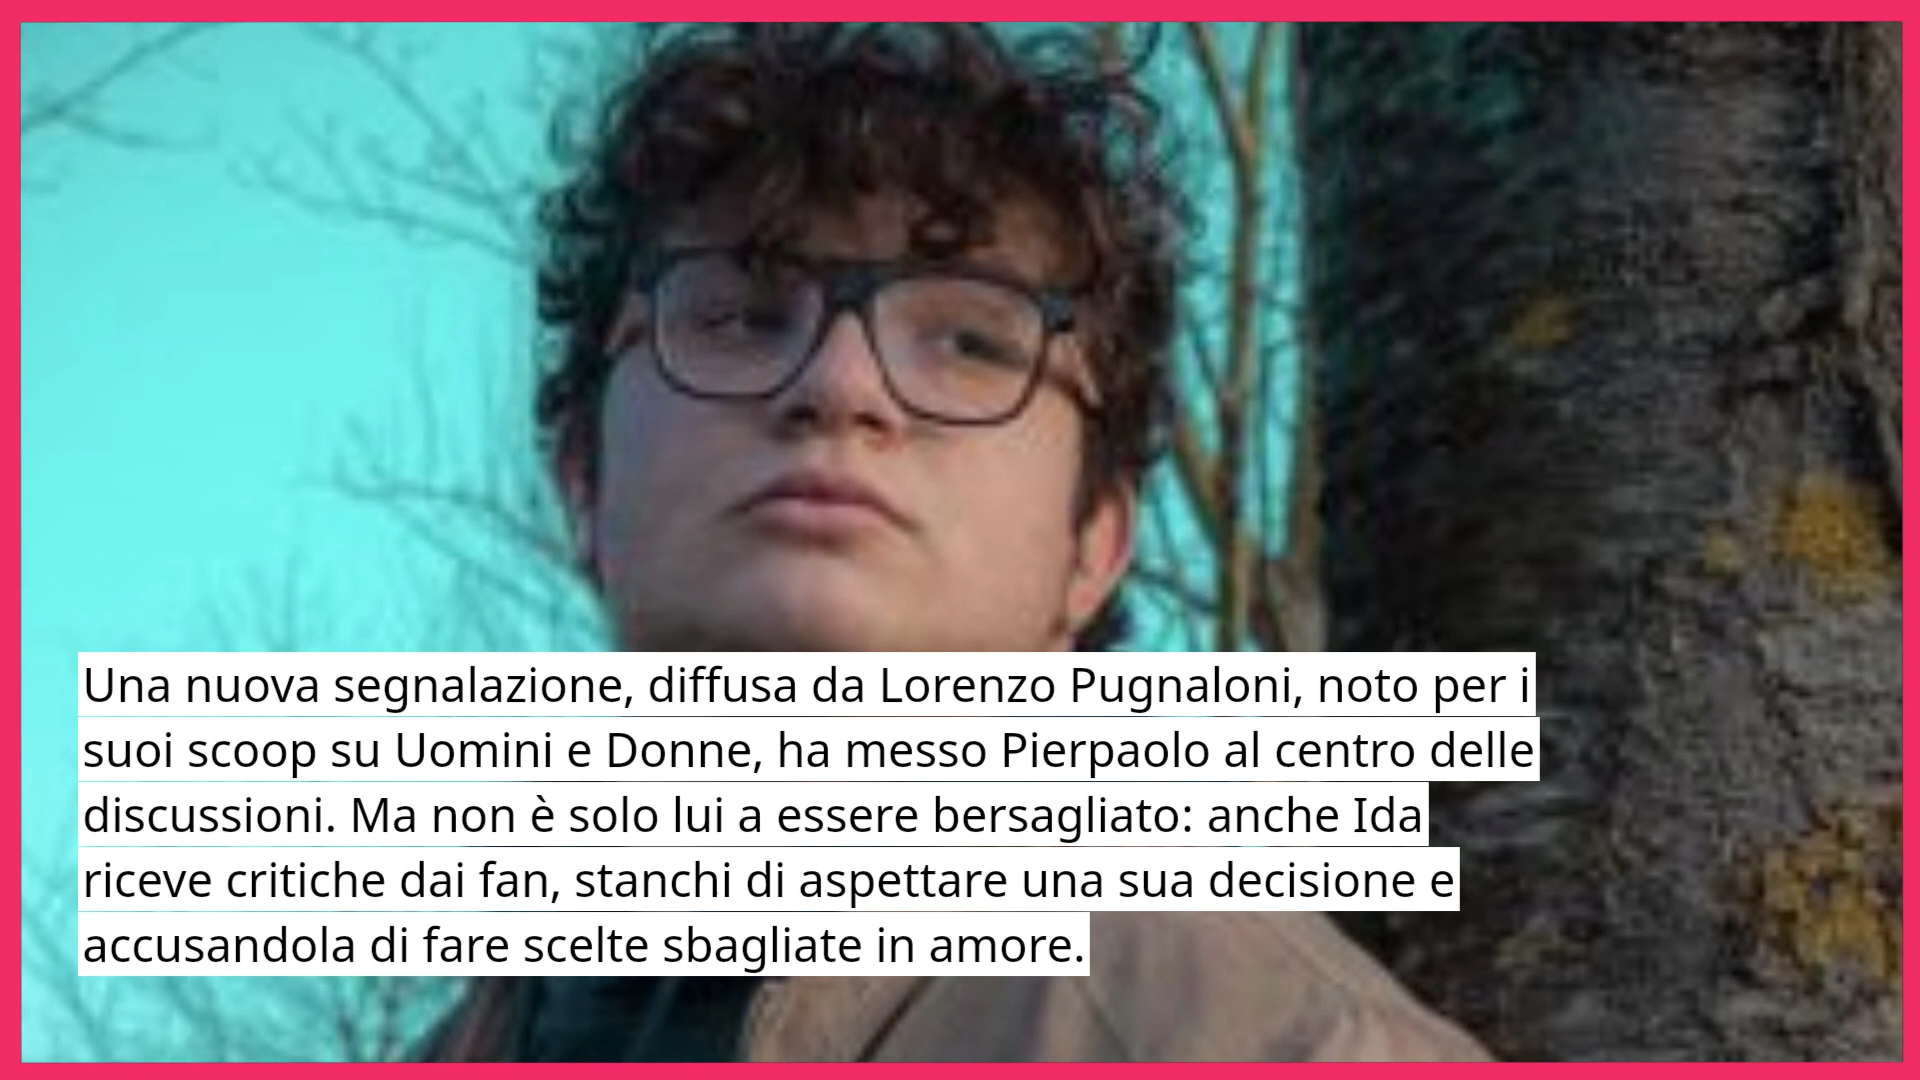 Una nuova segnalazione, diffusa da Lorenzo Pugnaloni, noto per i
suoi scoop su Uomini e Donne, ha messo Pierpaolo al centro delle
discussioni. Ma non è solo lui a essere bersagliato: anche Ida
riceve critiche dai fan, stanchi di aspettare una sua decisione e
accusandola di fare scelte sbagliate in amore.